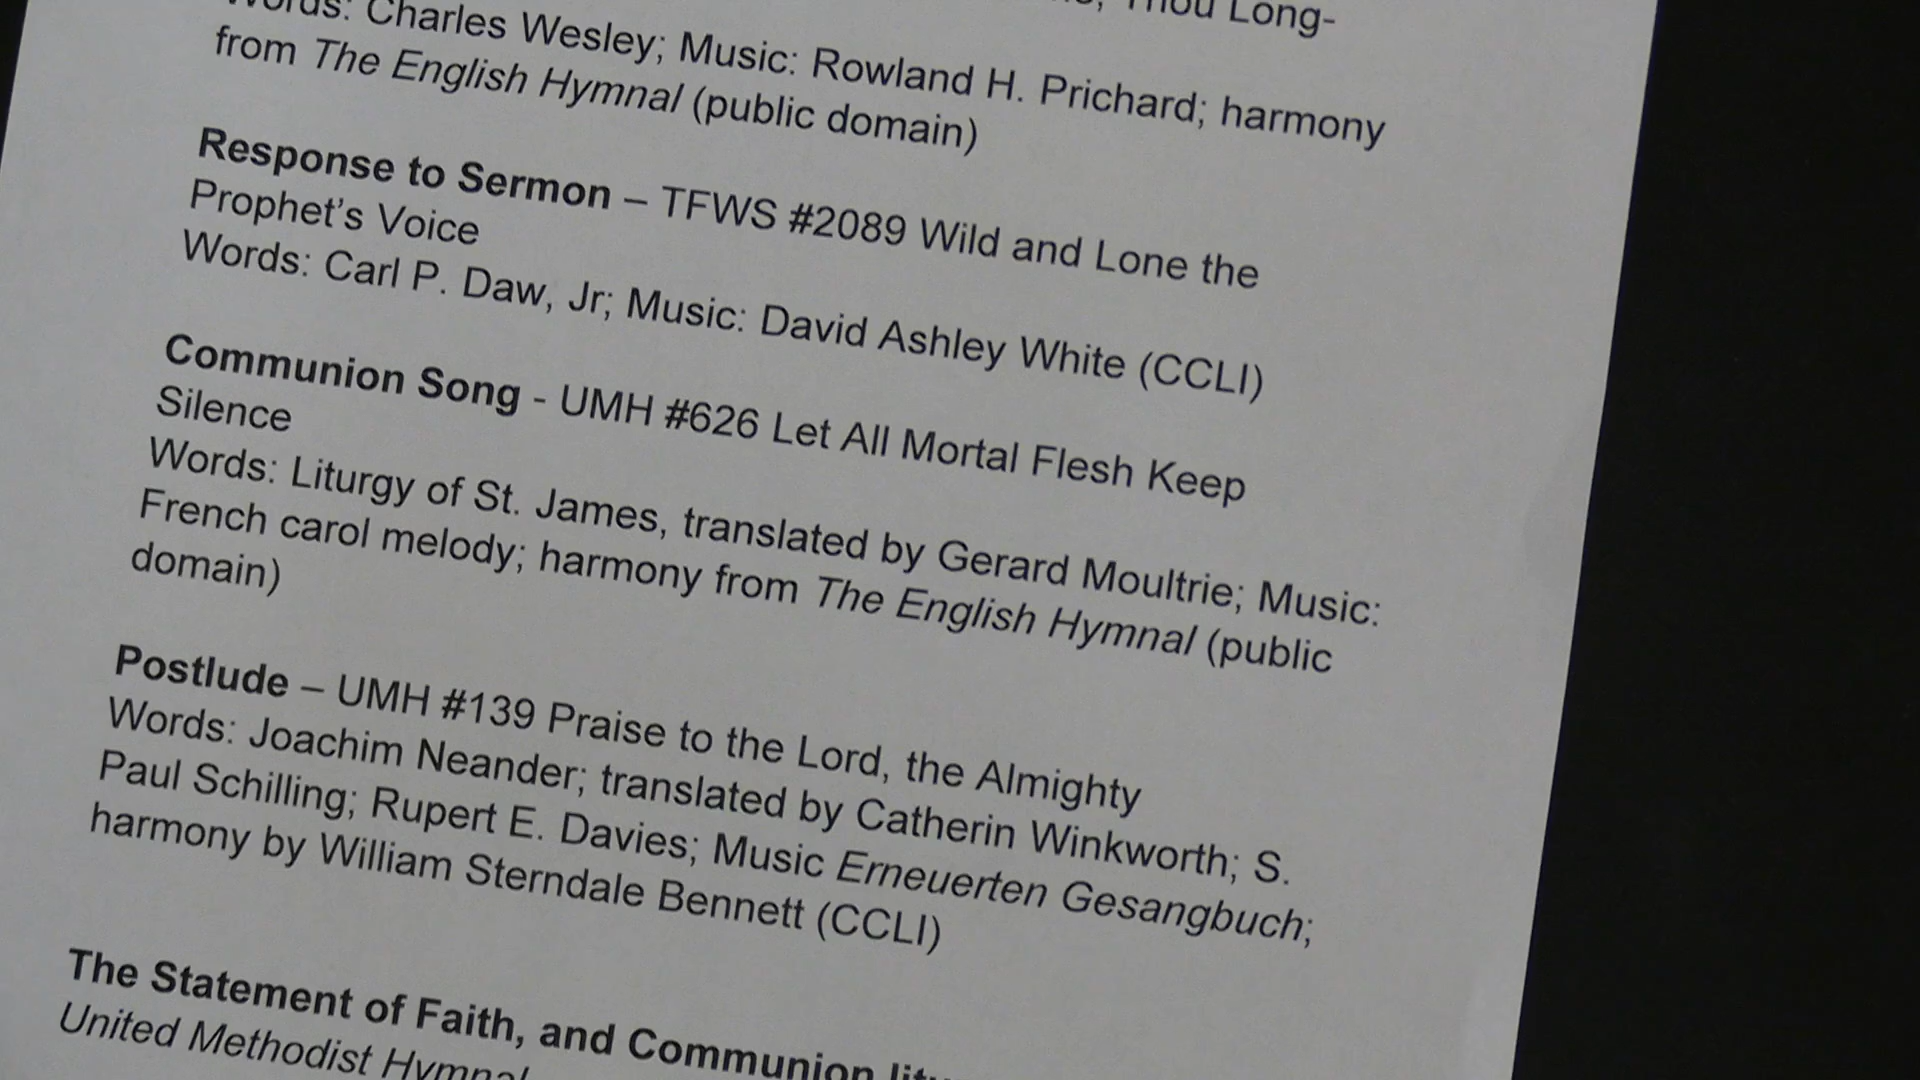 Thou Long-
Words: Charles Wesley; Music: Rowland H. Prichard; harmony
from The English Hymnal (public domain)
Response to Sermon – TFWS #2089 Wild and Lone the
Prophet's Voice
Words: Carl P. Daw, Jr; Music: David Ashley White (CCLI)
Communion Song - UMH #626 Let All Mortal Flesh Keep
Silence
Words: Liturgy of St. James, translated by Gerard Moultrie; Music:
French carol melody; harmony from The English Hymnal (public
domain)
Postlude – UMH #139 Praise to the Lord, the Almighty
Words: Joachim Neander; translated by Catherin Winkworth; S.
Paul Schilling; Rupert E. Davies; Music Erneuerten Gesangbuch;
harmony by William Sterndale Bennett (CCLI)
The Statement of Faith, and Communion
United Methodist Hymnal